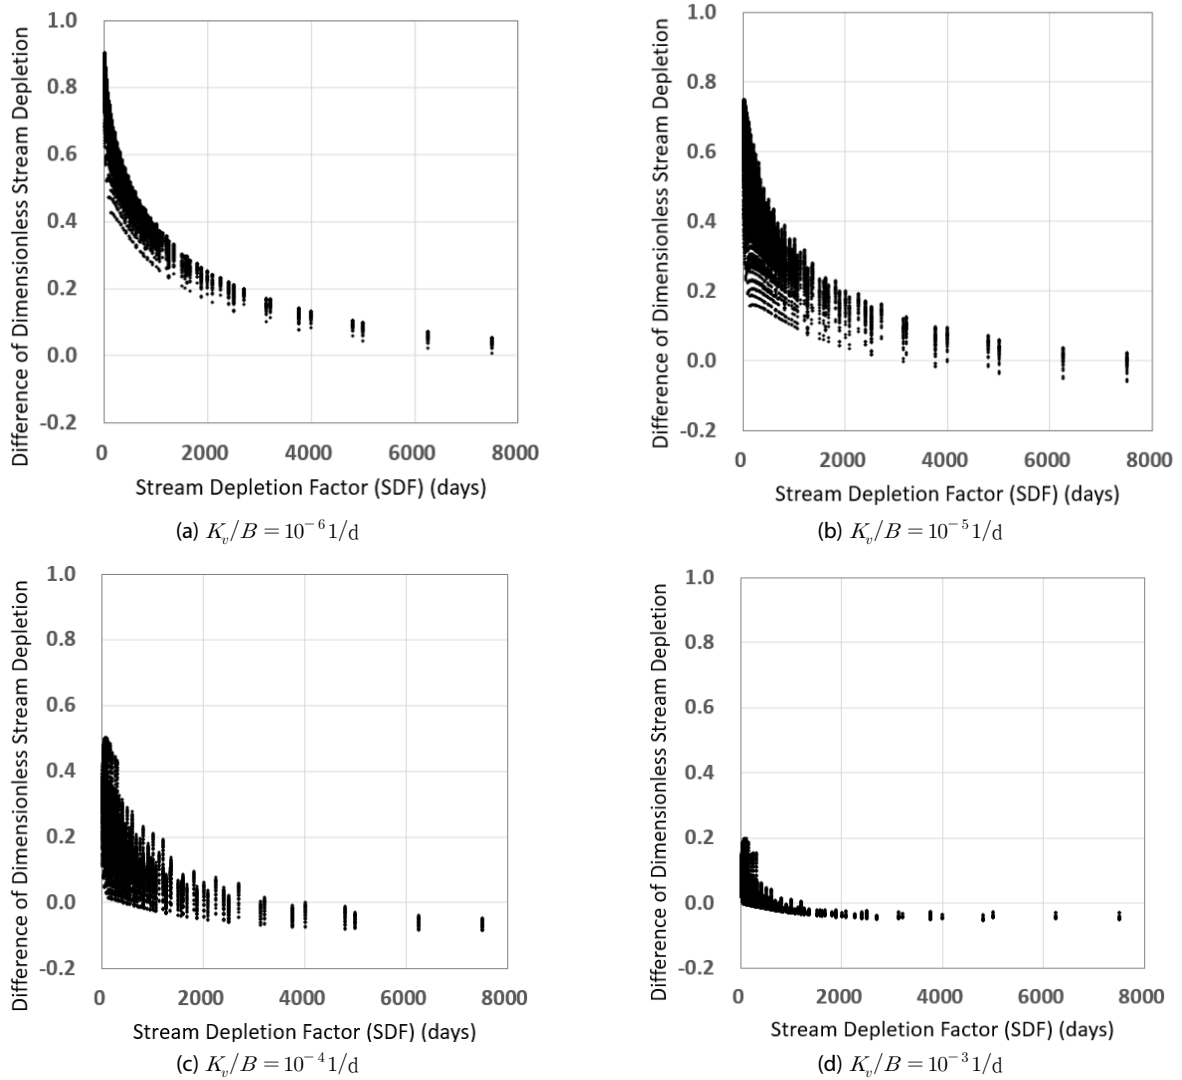 Difference of Dimensionless Stream Depletion
1.0
0.8
0.6
0.4
0.2
0.0
-0.2
0 2000 4000 6000 8000
Stream Depletion Factor (SDF) (days)
(a) K_v/B = 10^{-6} 1/d
Difference of Dimensionless Stream Depletion
1.0
0.8
0.6
0.4
0.2
0.0
-0.2
0 2000 4000 6000 8000
Stream Depletion Factor (SDF) (days)
(b) K_v/B = 10^{-5} 1/d
Difference of Dimensionless Stream Depletion
1.0
0.8
0.6
0.4
0.2
0.0
-0.2
0 2000 4000 6000 8000
Stream Depletion Factor (SDF) (days)
(c) K_v/B = 10^{-4} 1/d
Difference of Dimensionless Stream Depletion
1.0
0.8
0.6
0.4
0.2
0.0
-0.2
0 2000 4000 6000 8000
Stream Depletion Factor (SDF) (days)
(d) K_v/B = 10^{-3} 1/d